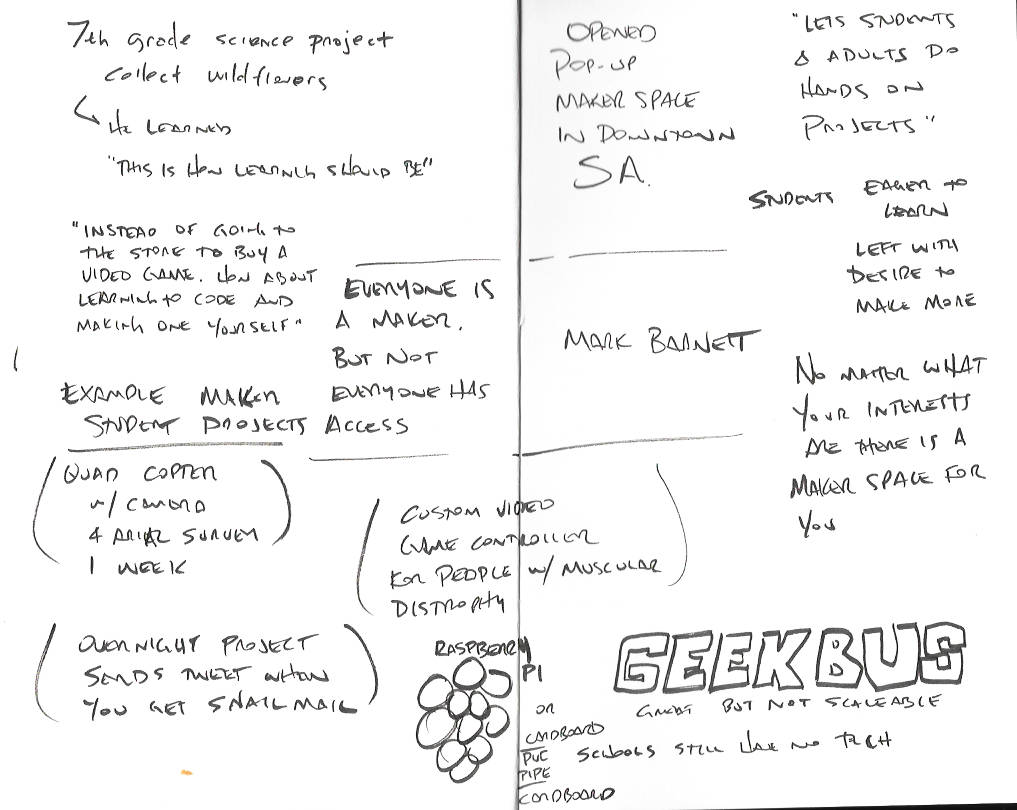 7th grade science project
collect wildflowers
He LEARNED
"THIS IS HOW LEARNING SHOULD BE"
"INSTEAD OF GOING TO
THE STORE TO BUY A
VIDEO GAME. HOW ABOUT
LEARNING TO CODE AND
MAKING ONE YOURSELF"
EVERYONE IS
A MAKER.
BUT NOT
EVERYONE HAS
ACCESS
EXAMPLE MAKER
STUDENT PROJECTS
QUAD COPTER
w/ CAMERA
4 ARIAL SURVEY
1 WEEK
CUSTOM VIDEO
GAME CONTROLLER
FOR PEOPLE w/ MUSCULAR
DISTROPHY
OVERNIGHT PROJECT
SENDS TWEET WHEN
YOU GET SNAIL MAIL
RASPBERRY
PI
OR
CARDBOARD
PVC
PIPE
CARDBOARD
OPENED
POP-UP
MAKER SPACE
IN DOWNTOWN
SA.
"LETS STUDENTS
& ADULTS DO
HANDS ON
PROJECTS"
STUDENTS EAGER TO
LEARN
LEFT WITH
DESIRE TO
MAKE MORE
MARK BARNETT
NO MATTER WHAT
YOUR INTERESTS
ARE THERE IS A
MAKER SPACE FOR
YOU
GEEKBUS
GREAT BUT NOT SCALEABLE
SCHOOLS STILL HAVE NO TECH